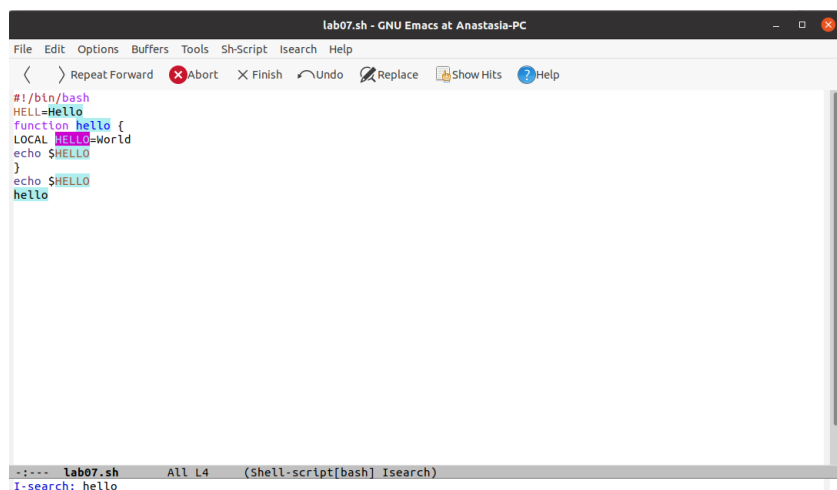 lab07.sh - GNU Emacs at Anastasia-PC
File Edit Options Buffers Tools Sh-Script Isearch Help
Repeat Forward Abort Finish Undo Replace Show Hits Help
#!/bin/bash
HELL=Hello
function hello {
LOCAL HELLO=World
echo $HELLO
}
echo $HELLO
hello
-:--- lab07.sh All L4 (Shell-script[bash] Isearch)
I-search: hello